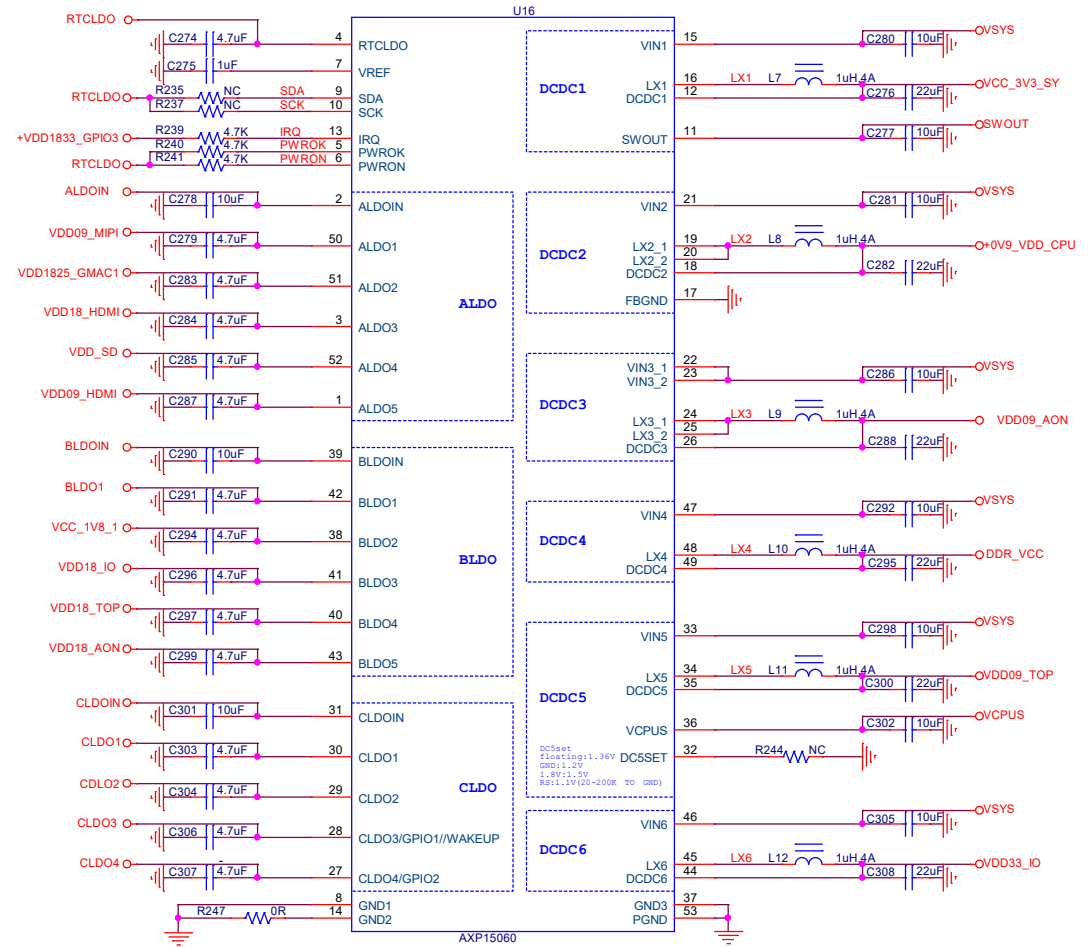 U16
RTCLDO
C274 4.7uF 4 RTCLDO
C275 1uF 7 VREF
RTCLDO R235 NC SDA 9 SDA
R237 NC SCK 10 SCK
+VDD1833_GPIO3 R239 4.7K IRQ 13 IRQ
R240 4.7K PWROK 5 PWROK
RTCLDO R241 4.7K PWRON 6 PWRON
ALDOIN
C278 10uF 2 ALDOIN
VDD09_MIPI
C279 4.7uF 50 ALDO1
VDD1825_GMAC1
C283 4.7uF 51 ALDO2
ALDO
VDD18_HDMI
C284 4.7uF 3 ALDO3
VDD_SD
C285 4.7uF 52 ALDO4
VDD09_HDMI
C287 4.7uF 1 ALDO5
BLDOIN
C290 10uF 39 BLDOIN
BLDO1
C291 4.7uF 42 BLDO1
VCC_1V8_1
C294 4.7uF 38 BLDO2
BLDO
VDD18_IO
C296 4.7uF 41 BLDO3
VDD18_TOP
C297 4.7uF 40 BLDO4
VDD18_AON
C299 4.7uF 43 BLDO5
CLDOIN
C301 10uF 31 CLDOIN
CLDO1
C303 4.7uF 30 CLDO1
CLDO
CDLO2
C304 4.7uF 29 CLDO2
CLDO3
C306 4.7uF 28 CLDO3/GPIO1//WAKEUP
CLDO4
C307 4.7uF 27 CLDO4/GPIO2
8 GND1
R247 0R 14 GND2
VSYS
VIN1 15 C280 10uF
DCDC1
LX1 16 LX1 L7 1uH,4A VCC_3V3_SY
DCDC1 12 C276 22uF
SWOUT
SWOUT 11 C277 10uF
VSYS
VIN2 21 C281 10uF
DCDC2
LX2_1 19 LX2 L8 1uH,4A +0V9_VDD_CPU
LX2_2 20
DCDC2 18 C282 22uF
FBGND 17
VSYS
VIN3_1 22
VIN3_2 23 C286 10uF
DCDC3
LX3_1 24 LX3 L9 1uH,4A VDD09_AON
LX3_2 25
DCDC3 26 C288 22uF
VSYS
VIN4 47 C292 10uF
DCDC4
LX4 48 LX4 L10 1uH,4A DDR_VCC
DCDC4 49 C295 22uF
VSYS
VIN5 33 C298 10uF
DCDC5
LX5 34 LX5 L11 1uH,4A VDD09_TOP
DCDC5 35 C300 22uF
VCPUS
VCPUS 36 C302 10uF
DC5SET 32 R244 NC
DC5set
floating:1.36V
GND:1.2V
1.8V:1.5V
RS:1.1V(20-200K TO GND)
VSYS
VIN6 46 C305 10uF
DCDC6
LX6 45 LX6 L12 1uH,4A VDD33_IO
DCDC6 44 C308 22uF
GND3 37
PGND 53
AXP15060